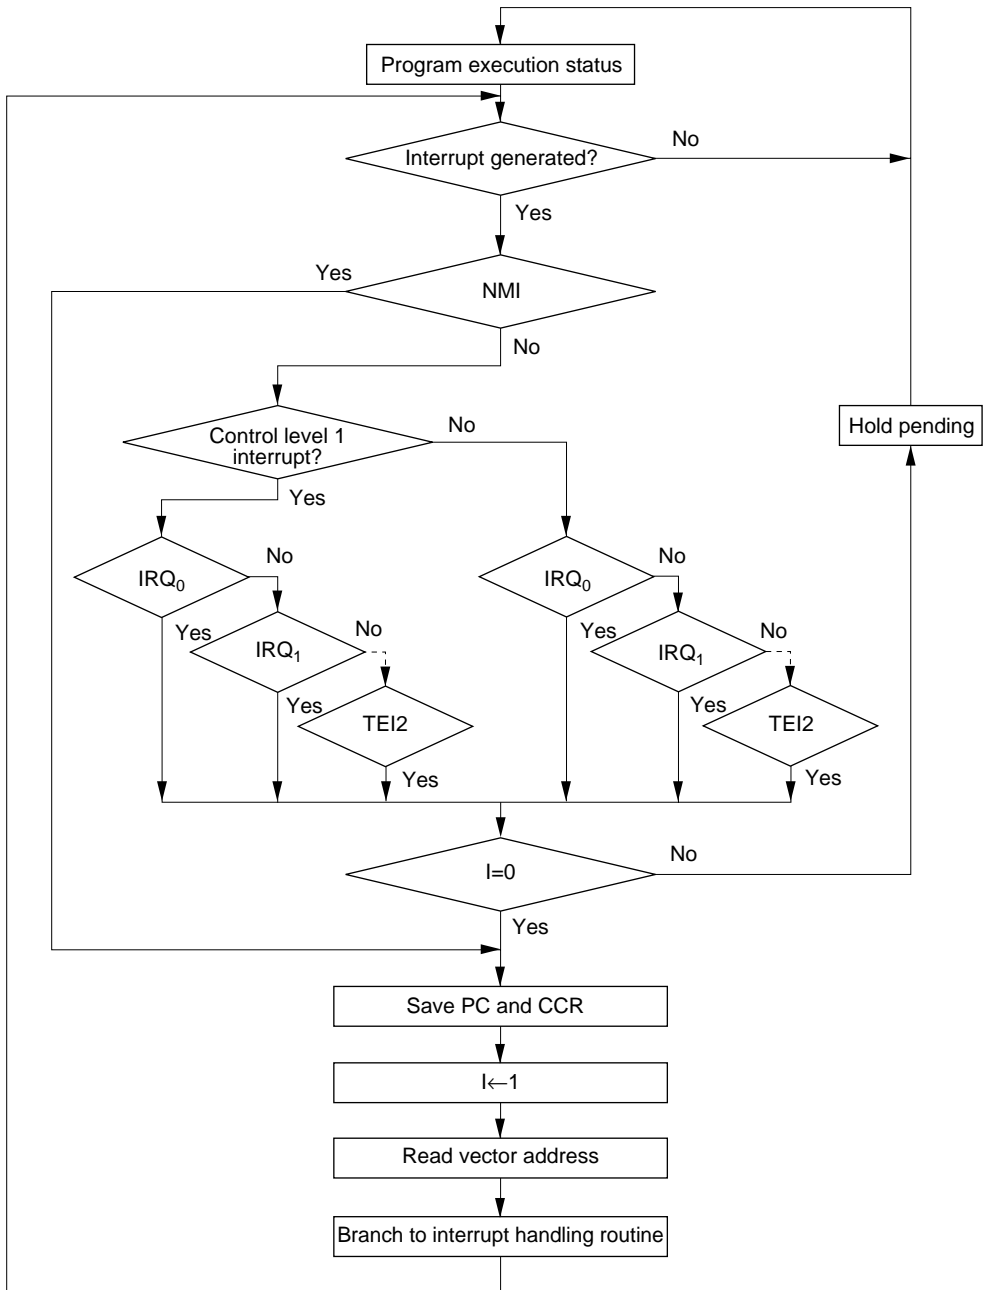 Program execution status
Interrupt generated?
No
Yes
Yes
NMI
No
Control level 1
interrupt?
No
Hold pending
Yes
IRQ0
No
IRQ0
No
Yes
IRQ1
No
Yes
IRQ1
No
Yes
TEI2
Yes
TEI2
Yes
Yes
I=0
No
Yes
Save PC and CCR
I←1
Read vector address
Branch to interrupt handling routine